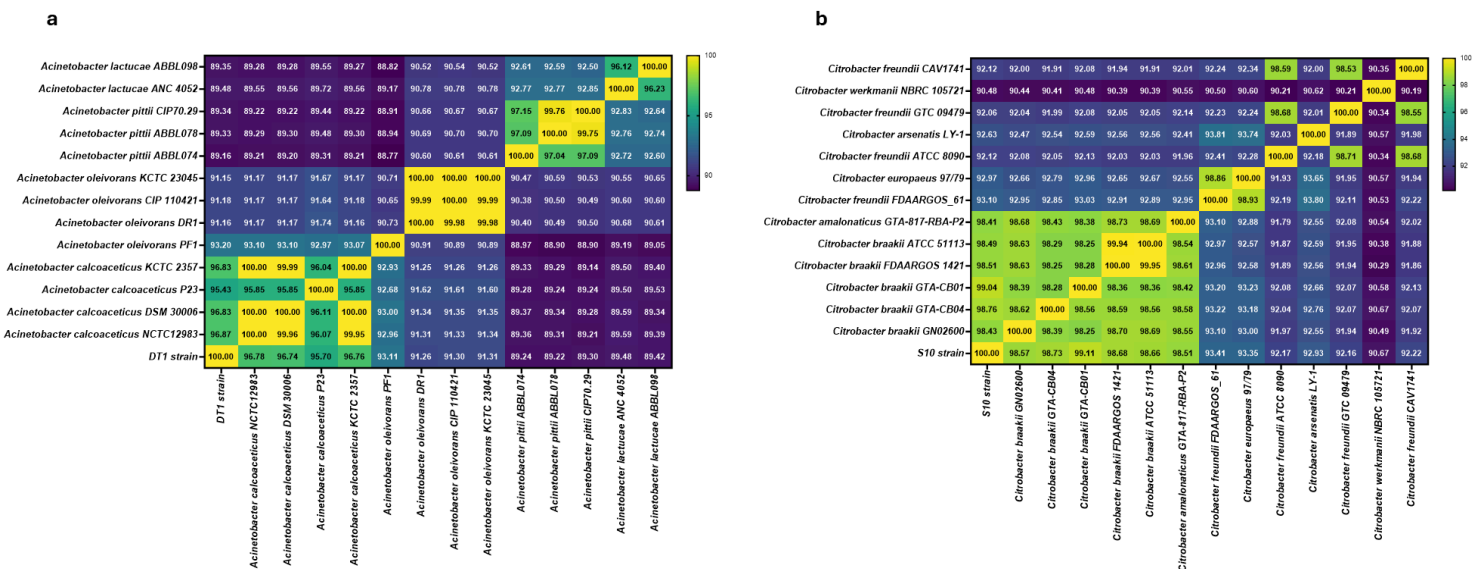 a
Acinetobacter lactucae ABBL098 89.35 89.28 89.28 89.55 89.27 88.82 90.52 90.54 90.52 92.61 92.59 92.50 96.12 100.00
Acinetobacter lactucae ANC 4052 89.48 89.55 89.56 89.72 89.56 89.17 90.78 90.78 90.78 92.77 92.77 92.85 100.00 96.23
Acinetobacter pittii CIP70.29 89.34 89.22 89.22 89.44 89.22 88.91 90.66 90.67 90.67 97.15 99.76 100.00 92.83 92.64
Acinetobacter pittii ABBL078 89.33 89.29 89.30 89.48 89.30 88.94 90.69 90.70 90.70 97.09 100.00 99.75 92.76 92.74
Acinetobacter pittii ABBL074 89.16 89.21 89.20 89.31 89.21 88.77 90.60 90.61 90.61 100.00 97.04 97.09 92.72 92.60
Acinetobacter oleivorans KCTC 23045 91.15 91.17 91.17 91.67 91.17 90.71 100.00 100.00 100.00 90.47 90.59 90.53 90.55 90.65
Acinetobacter oleivorans CIP 110421 91.18 91.17 91.17 91.64 91.18 90.65 99.99 100.00 99.99 90.38 90.50 90.49 90.60 90.60
Acinetobacter oleivorans DR1 91.16 91.17 91.17 91.74 91.16 90.73 100.00 99.98 99.98 90.40 90.49 90.50 90.68 90.61
Acinetobacter oleivorans PF1 93.20 93.10 93.10 92.97 93.07 100.00 90.91 90.89 90.89 88.97 88.90 88.90 89.19 89.05
Acinetobacter calcoaceticus KCTC 2357 96.83 100.00 99.99 96.04 100.00 92.93 91.25 91.26 91.26 89.33 89.29 89.14 89.50 89.40
Acinetobacter calcoaceticus P23 95.43 95.85 95.85 100.00 95.85 92.68 91.62 91.61 91.60 89.28 89.24 89.24 89.50 89.53
Acinetobacter calcoaceticus DSM 30006 96.83 100.00 100.00 96.11 100.00 93.00 91.34 91.35 91.35 89.37 89.34 89.28 89.59 89.34
Acinetobacter calcoaceticus NCTC12983 96.87 100.00 99.96 96.07 99.95 92.96 91.31 91.33 91.34 89.36 89.31 89.21 89.59 89.39
DT1 strain 100.00 96.78 96.74 95.70 96.76 93.11 91.26 91.30 91.31 89.24 89.22 89.30 89.48 89.42
DT1 strain
Acinetobacter calcoaceticus NCTC12983
Acinetobacter calcoaceticus DSM 30006
Acinetobacter calcoaceticus P23
Acinetobacter calcoaceticus KCTC 2357
Acinetobacter oleivorans PF1
Acinetobacter oleivorans DR1
Acinetobacter oleivorans CIP 110421
Acinetobacter oleivorans KCTC 23045
Acinetobacter pittii ABBL074
Acinetobacter pittii ABBL078
Acinetobacter pittii CIP70.29
Acinetobacter lactucae ANC 4052
Acinetobacter lactucae ABBL098
100
95
90
b
Citrobacter freundii CAV1741 92.12 92.00 91.91 92.08 91.94 91.91 92.01 92.24 92.34 98.59 92.00 98.53 90.35 100.00
Citrobacter werkmanii NBRC 105721 90.48 90.44 90.41 90.48 90.39 90.39 90.55 90.50 90.60 90.21 90.62 90.21 100.00 90.19
Citrobacter freundii GTC 09479 92.06 92.04 91.99 92.08 92.05 92.05 92.14 92.23 92.24 98.68 92.01 100.00 90.34 98.55
Citrobacter arsenatis LY-1 92.63 92.47 92.54 92.59 92.56 92.56 92.41 93.81 93.74 92.03 100.00 91.89 90.57 91.98
Citrobacter freundii ATCC 8090 92.12 92.08 92.05 92.13 92.03 92.03 91.96 92.41 92.28 100.00 92.18 98.71 90.34 98.68
Citrobacter europaeus 97/79 92.97 92.66 92.79 92.96 92.65 92.67 92.55 98.86 100.00 91.93 93.65 91.95 90.57 91.94
Citrobacter freundii FDAARGOS_61 93.10 92.95 92.85 93.03 92.91 92.89 92.95 100.00 98.93 92.19 93.80 92.11 90.53 92.22
Citrobacter amalonaticus GTA-817-RBA-P2 98.41 98.68 98.43 98.38 98.73 98.69 100.00 93.10 92.88 91.99 92.55 92.08 90.54 92.02
Citrobacter braakii ATCC 51113 98.49 98.63 98.29 98.25 99.94 100.00 98.54 92.97 92.57 91.87 92.59 91.95 90.38 91.88
Citrobacter braakii FDAARGOS 1421 98.51 98.63 98.25 98.28 100.00 99.95 98.61 92.96 92.58 91.89 92.56 91.94 90.29 91.86
Citrobacter braakii GTA-CB01 99.04 98.39 98.28 100.00 98.36 98.36 98.42 93.20 93.23 92.08 92.66 92.07 90.58 92.13
Citrobacter braakii GTA-CB04 98.76 98.62 100.00 98.56 98.59 98.56 98.58 93.22 93.18 92.04 92.76 92.10 90.67 92.07
Citrobacter braakii GN02600 98.43 100.00 98.39 98.25 98.70 98.69 98.55 93.10 93.00 91.97 92.55 91.94 90.49 91.92
S10 strain 100.00 98.57 98.73 99.11 98.68 98.66 98.51 93.41 93.35 92.17 92.93 92.16 90.67 92.22
S10 strain
Citrobacter braakii GN02600
Citrobacter braakii GTA-CB04
Citrobacter braakii GTA-CB01
Citrobacter braakii FDAARGOS 1421
Citrobacter braakii ATCC 51113
Citrobacter amalonaticus GTA-817-RBA-P2
Citrobacter freundii FDAARGOS_61
Citrobacter europaeus 97/79
Citrobacter freundii ATCC 8090
Citrobacter arsenatis LY-1
Citrobacter freundii GTC 09479
Citrobacter werkmanii NBRC 105721
Citrobacter freundii CAV1741
100
98
96
94
92